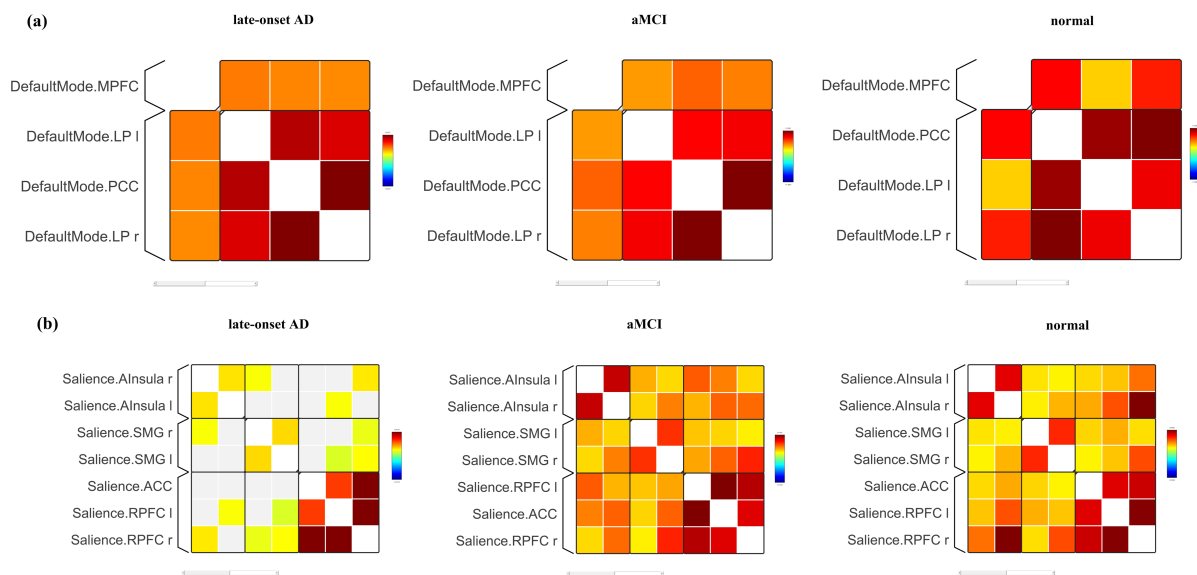 (a)
late-onset AD
aMCI
normal
DefaultMode.MPFC
DefaultMode.LP l
DefaultMode.PCC
DefaultMode.LP r
DefaultMode.MPFC
DefaultMode.LP l
DefaultMode.PCC
DefaultMode.LP r
DefaultMode.MPFC
DefaultMode.PCC
DefaultMode.LP l
DefaultMode.LP r
(b)
late-onset AD
aMCI
normal
Salience.AInsula r
Salience.AInsula l
Salience.SMG r
Salience.SMG l
Salience.ACC
Salience.RPFC l
Salience.RPFC r
Salience.AInsula l
Salience.AInsula r
Salience.SMG l
Salience.SMG r
Salience.RPFC l
Salience.ACC
Salience.RPFC r
Salience.AInsula l
Salience.AInsula r
Salience.SMG l
Salience.SMG r
Salience.ACC
Salience.RPFC l
Salience.RPFC r